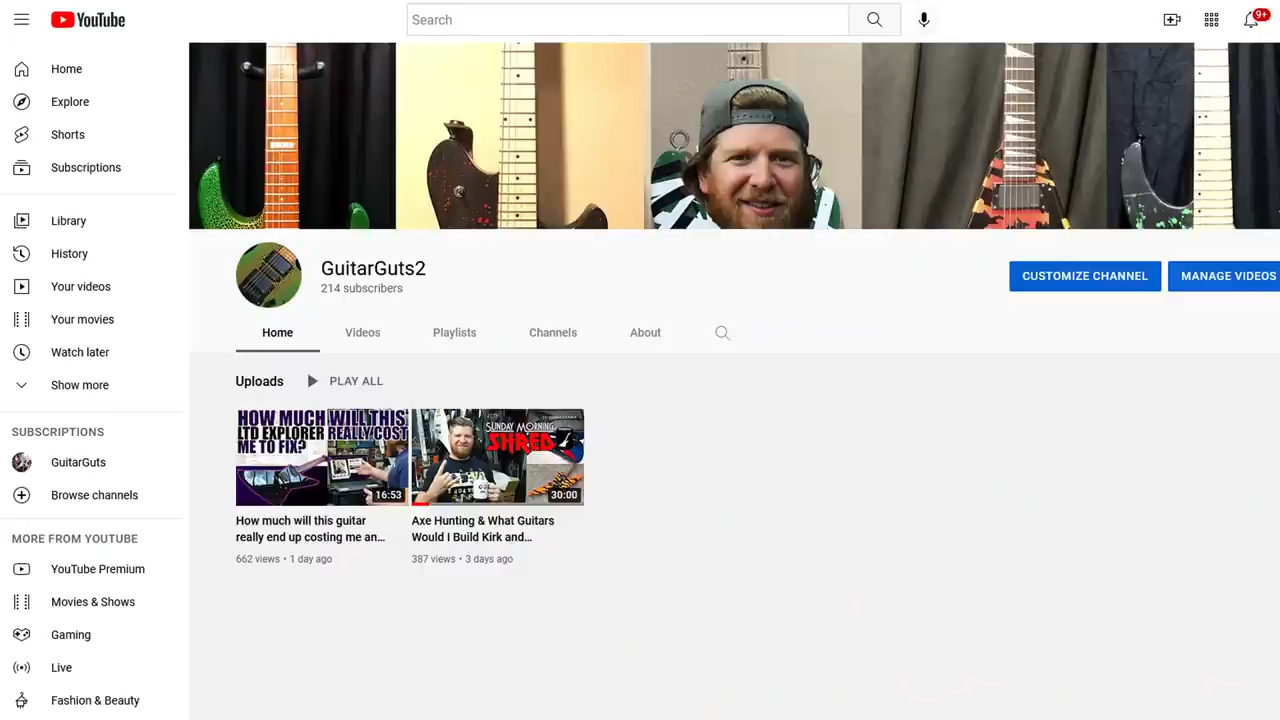 YouTube
Search
9+
Home
Explore
Shorts
Subscriptions
Library
History
Your videos
Your movies
Watch later
Show more
SUBSCRIPTIONS
GuitarGuts
Browse channels
MORE FROM YOUTUBE
YouTube Premium
Movies & Shows
Gaming
Live
Fashion & Beauty
GuitarGuts2
214 subscribers
CUSTOMIZE CHANNEL
MANAGE VIDEOS
Home
Videos
Playlists
Channels
About
Uploads
PLAY ALL
HOW MUCH WILL THIS
LTD EXPLORER REALLY COST
ME TO FIX?
16:53
How much will this guitar
really end up costing me an...
662 views • 1 day ago
SUNDAY MORNING
SHRED
30:00
Axe Hunting & What Guitars
Would I Build Kirk and...
387 views • 3 days ago